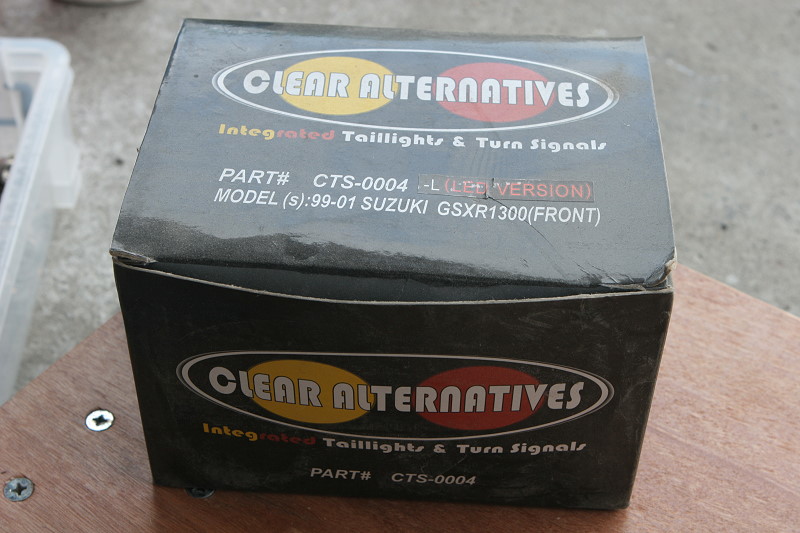 CLEAR ALTERNATIVES
Integrated Taillights & Turn Signals
PART# CTS-0004 -L (LED VERSION)
MODEL (s):99-01 SUZUKI GSXR1300(FRONT)
CLEAR ALTERNATIVES
Integrated Taillights & Turn Signals
PART# CTS-0004